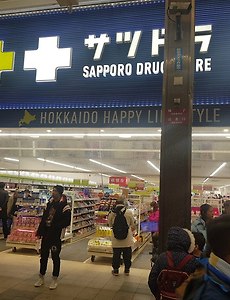 サツドラ
SAPPORO DRUG STORE
HOKKAIDO HAPPY LIFESTYLE